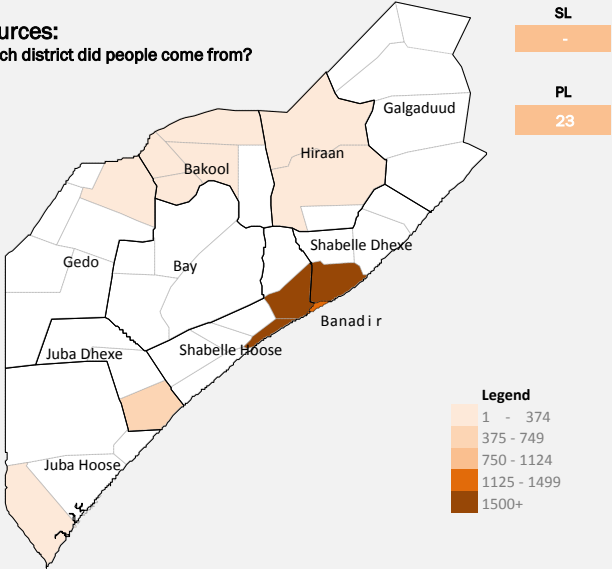 urces:
ch district did people come from?
SL
-
PL
23
Galgaduud
Hiraan
Bakool
Shabelle Dhexe
Gedo
Bay
Banadir
Juba Dhexe
Shabelle Hoose
Juba Hoose
Legend
1 - 374
375 - 749
750 - 1124
1125 - 1499
1500+